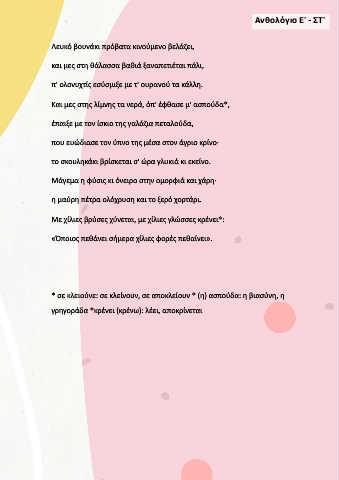 Ανθολόγιο Ε΄ - ΣΤ΄
Λευκό βουνάκι πρόβατα κινούμενο βελάζει,
και μες στη θάλασσα βαθιά ξαναπετιέται πάλι,
π' ολονυχτίς εσύσμιξε με τ' ουρανού τα κάλλη.
Και μες στης λίμνης τα νερά, όπ' έφθασε μ' ασπούδα*,
έπαιξε με τον ίσκιο της γαλάζια πεταλούδα,
που ευώδιασε τον ύπνο της μέσα στον άγριο κρίνο·
το σκουληκάκι βρίσκεται σ' ώρα γλυκιά κι εκείνο.
Μάγεμα η φύσις κι όνειρο στην ομορφιά και χάρη·
η μαύρη πέτρα ολόχρυση και το ξερό χορτάρι.
Με χίλιες βρύσες χύνεται, με χίλιες γλώσσες κρένει*:
«Όποιος πεθάνει σήμερα χίλιες φορές πεθαίνει».
* σε κλειούνε: σε κλείνουν, σε αποκλείουν * (η) ασπούδα: η βιασύνη, η
γρηγοράδα *κρένει (κρένω): λέει, αποκρίνεται